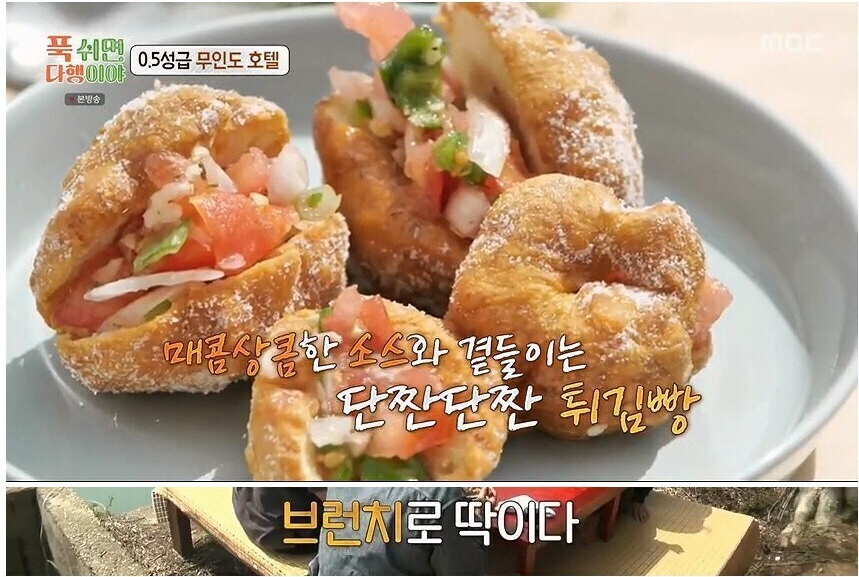 푹 쉬면
다행이야
0.5성급 무인도 호텔
본방송
MBC
매콤상큼한 소스와 곁들이는
단짠단짠 튀김빵
브런치로 딱이다